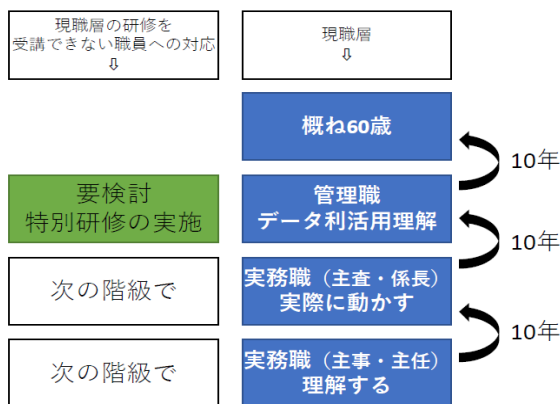 現職層の研修を
受講できない職員への対応
⇩
現職層
⇩
概ね60歳
10年
要検討
特別研修の実施
管理職
データ利活用理解
10年
次の階級で
実務職（主査・係長）
実際に動かす
10年
次の階級で
実務職（主事・主任）
理解する